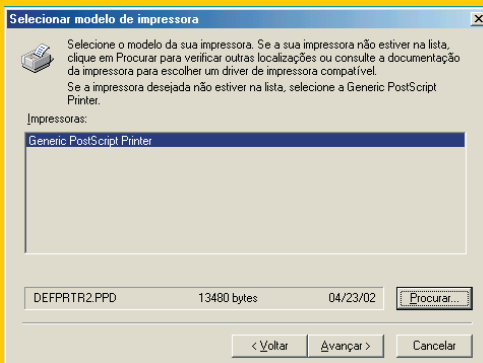 Selecionar modelo de impressora
Selecione o modelo da sua impressora. Se a sua impressora não estiver na lista,
clique em Procurar para verificar outras localizações ou consulte a documentação
da impressora para escolher um driver de impressora compatível.
Se a impressora desejada não estiver na lista, selecione a Generic PostScript
Printer.
Impressoras:
Generic PostScript Printer
DEFPRTR2.PPD 13480 bytes 04/23/02 Procurar...
< Voltar Avançar > Cancelar